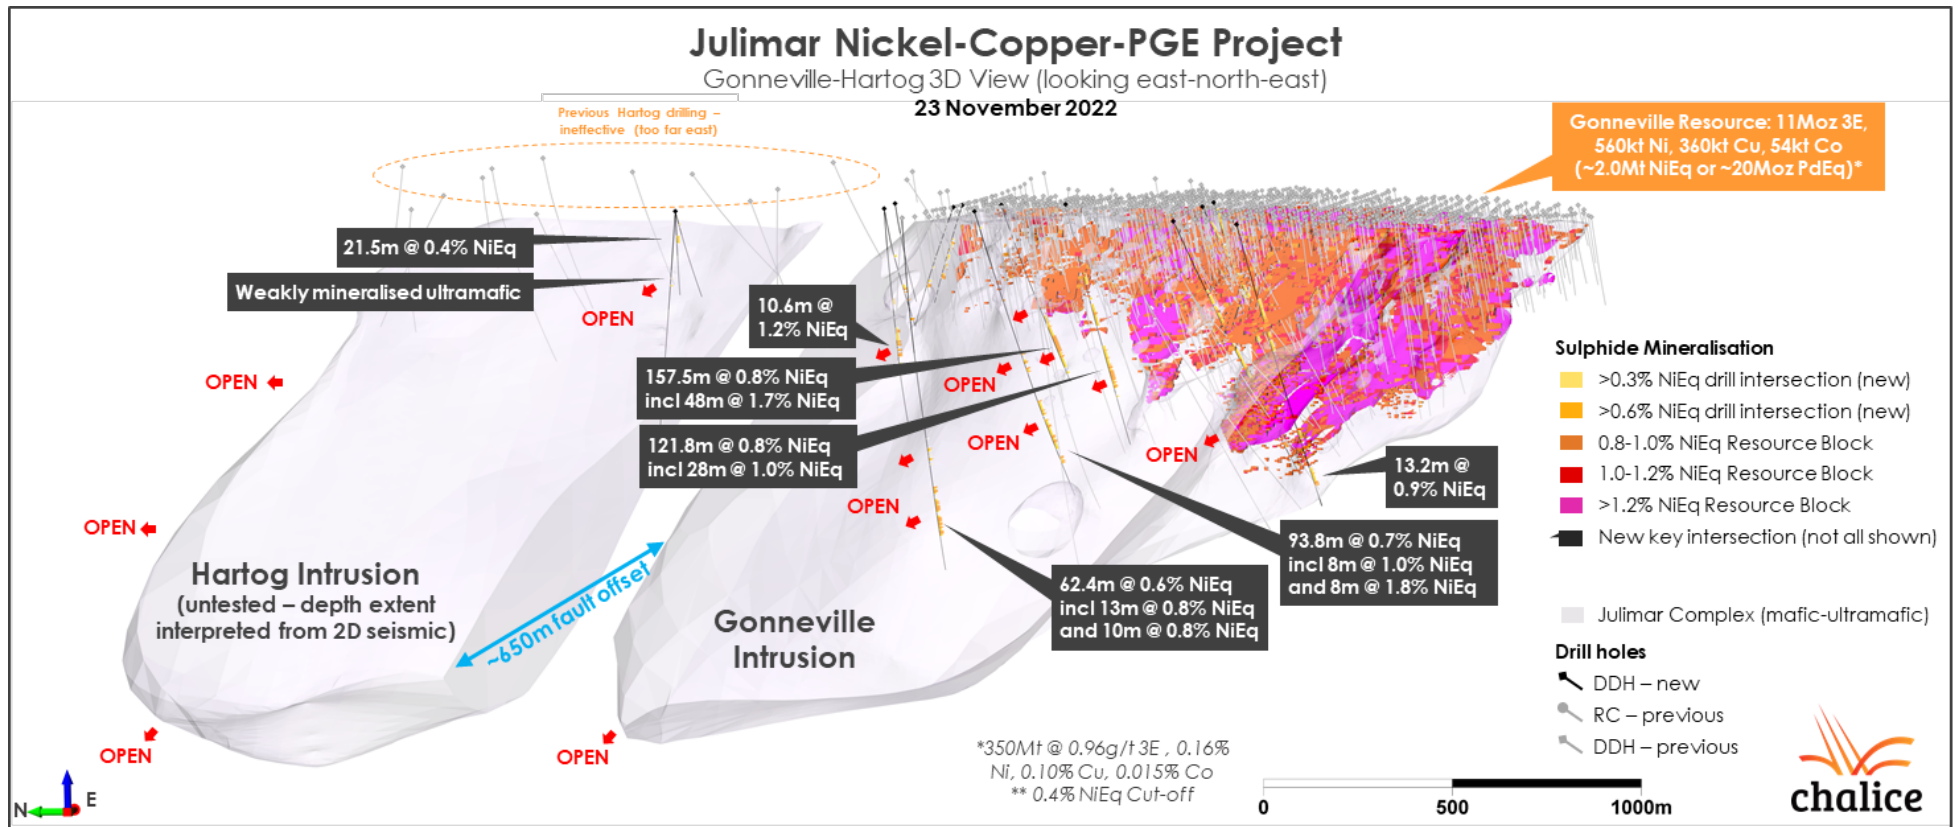 Julimar Nickel-Copper-PGE Project
Gonneville-Hartog 3D View (looking east-north-east)
23 November 2022
Previous Hartog drilling –
ineffective (too far east)
Gonneville Resource: 11Moz 3E,
560kt Ni, 360kt Cu, 54kt Co
(~2.0Mt NiEq or ~20Moz PdEq)*
21.5m @ 0.4% NiEq
Weakly mineralised ultramafic
OPEN
10.6m @
1.2% NiEq
OPEN
157.5m @ 0.8% NiEq
incl 48m @ 1.7% NiEq
OPEN
121.8m @ 0.8% NiEq
incl 28m @ 1.0% NiEq
OPEN
OPEN
13.2m @
0.9% NiEq
OPEN
OPEN
93.8m @ 0.7% NiEq
incl 8m @ 1.0% NiEq
and 8m @ 1.8% NiEq
62.4m @ 0.6% NiEq
incl 13m @ 0.8% NiEq
and 10m @ 0.8% NiEq
Hartog Intrusion
(untested – depth extent
interpreted from 2D seismic)
~650m fault offset
Gonneville
Intrusion
OPEN
OPEN
Sulphide Mineralisation
>0.3% NiEq drill intersection (new)
>0.6% NiEq drill intersection (new)
0.8-1.0% NiEq Resource Block
1.0-1.2% NiEq Resource Block
>1.2% NiEq Resource Block
New key intersection (not all shown)
Julimar Complex (mafic-ultramafic)
Drill holes
DDH – new
RC – previous
DDH – previous
*350Mt @ 0.96g/t 3E , 0.16%
Ni, 0.10% Cu, 0.015% Co
** 0.4% NiEq Cut-off
N
E
0
500
1000m
chalice